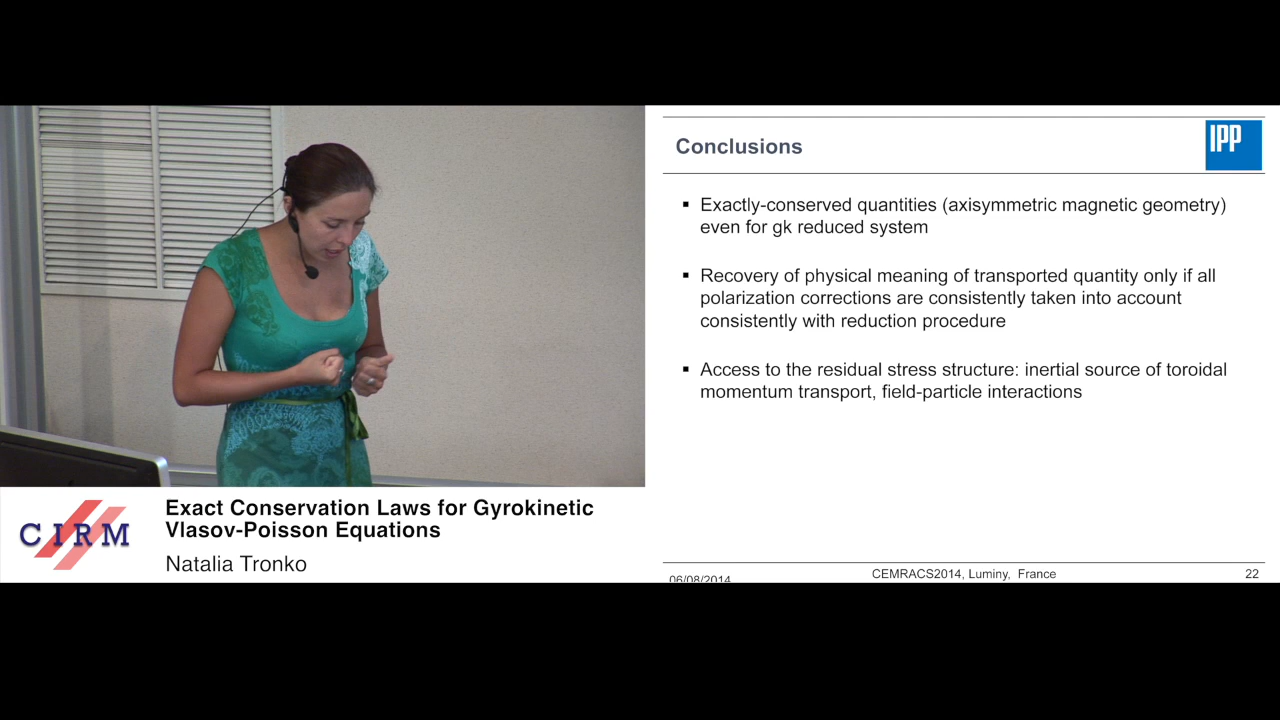 Conclusions
IPP
▪ Exactly-conserved quantities (axisymmetric magnetic geometry)
even for gk reduced system
▪ Recovery of physical meaning of transported quantity only if all
polarization corrections are consistently taken into account
consistently with reduction procedure
▪ Access to the residual stress structure: inertial source of toroidal
momentum transport, field-particle interactions
06/08/2014
CEMRACS2014, Luminy, France
22
CIRM
Exact Conservation Laws for Gyrokinetic
Vlasov-Poisson Equations
Natalia Tronko